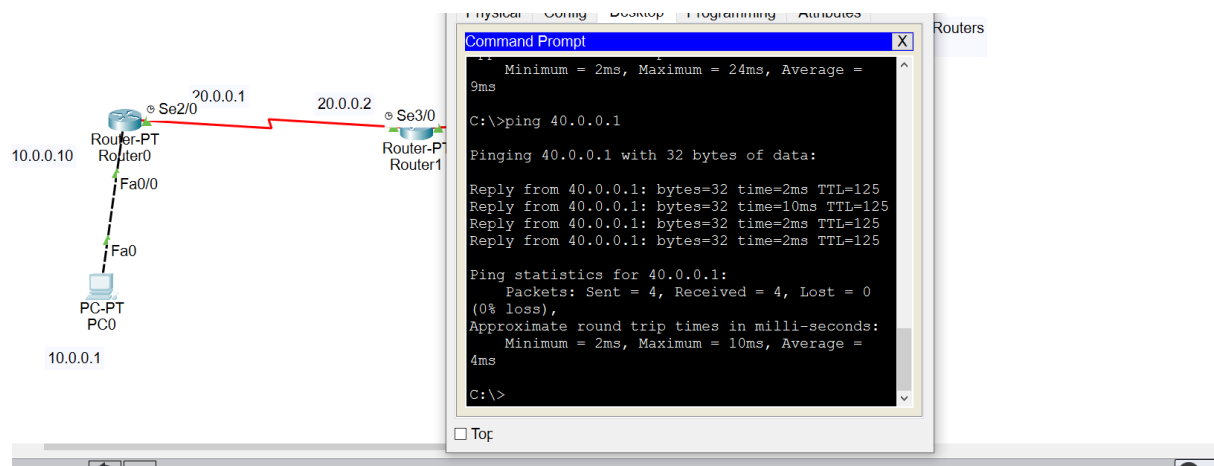 Physical Config Desktop Programming Attributes
Routers
Command Prompt
X
Minimum = 2ms, Maximum = 24ms, Average =
9ms
C:\>ping 40.0.0.1
Pinging 40.0.0.1 with 32 bytes of data:
Reply from 40.0.0.1: bytes=32 time=2ms TTL=125
Reply from 40.0.0.1: bytes=32 time=10ms TTL=125
Reply from 40.0.0.1: bytes=32 time=2ms TTL=125
Reply from 40.0.0.1: bytes=32 time=2ms TTL=125
Ping statistics for 40.0.0.1:
Packets: Sent = 4, Received = 4, Lost = 0
(0% loss),
Approximate round trip times in milli-seconds:
Minimum = 2ms, Maximum = 10ms, Average =
4ms
C:\>
Top
20.0.0.1
Se2/0
20.0.0.2
Se3/0
Router-PT
Router0
10.0.0.10
Router-PT
Router1
Fa0/0
Fa0
PC-PT
PC0
10.0.0.1